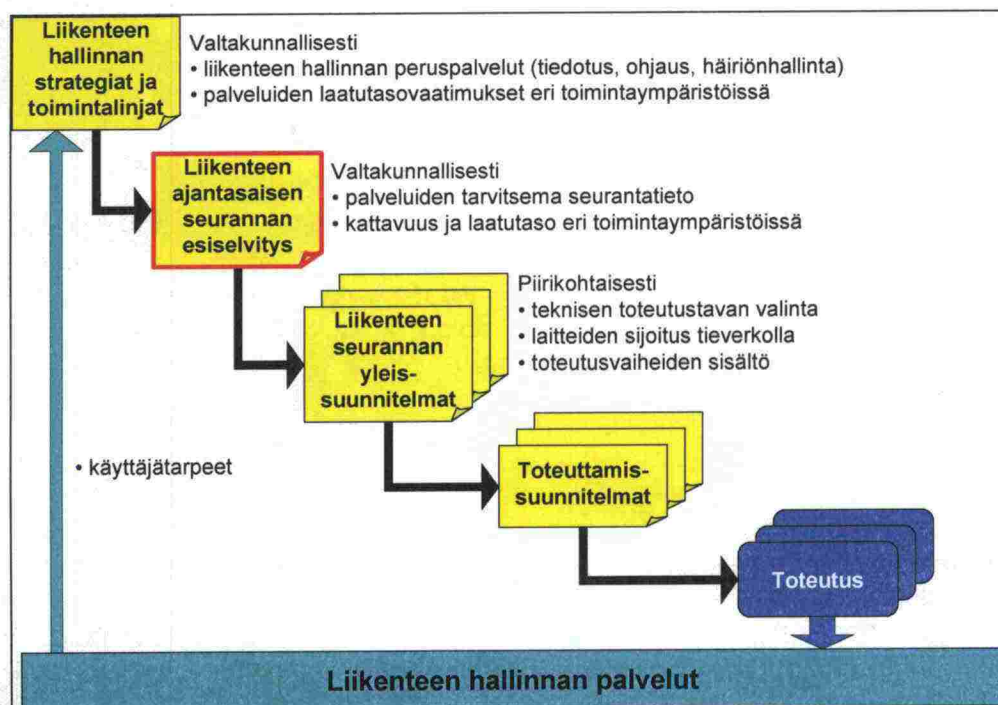 Liikenteen
hallinnan
strategiat ja
toimintalinjat
Valtakunnallisesti
• liikenteen hallinnan peruspalvelut (tiedotus, ohjaus, häiriönhallinta)
• palveluiden laatutasovaatimukset eri toimintaympäristöissä
Liikenteen
ajantasaisen
seurannan
esiselvitys
Valtakunnallisesti
• palveluiden tarvitsema seurantatieto
• kattavuus ja laatutaso eri toimintaympäristöissä
Liikenteen
seurannan
yleis-
suunnitelmat
Piirikohtaisesti
• teknisen toteutustavan valinta
• laitteiden sijoitus tieverkolla
• toteutusvaiheiden sisältö
• käyttäjätarpeet
Toteuttamis-
suunnitelmat
Toteutus
Liikenteen hallinnan palvelut